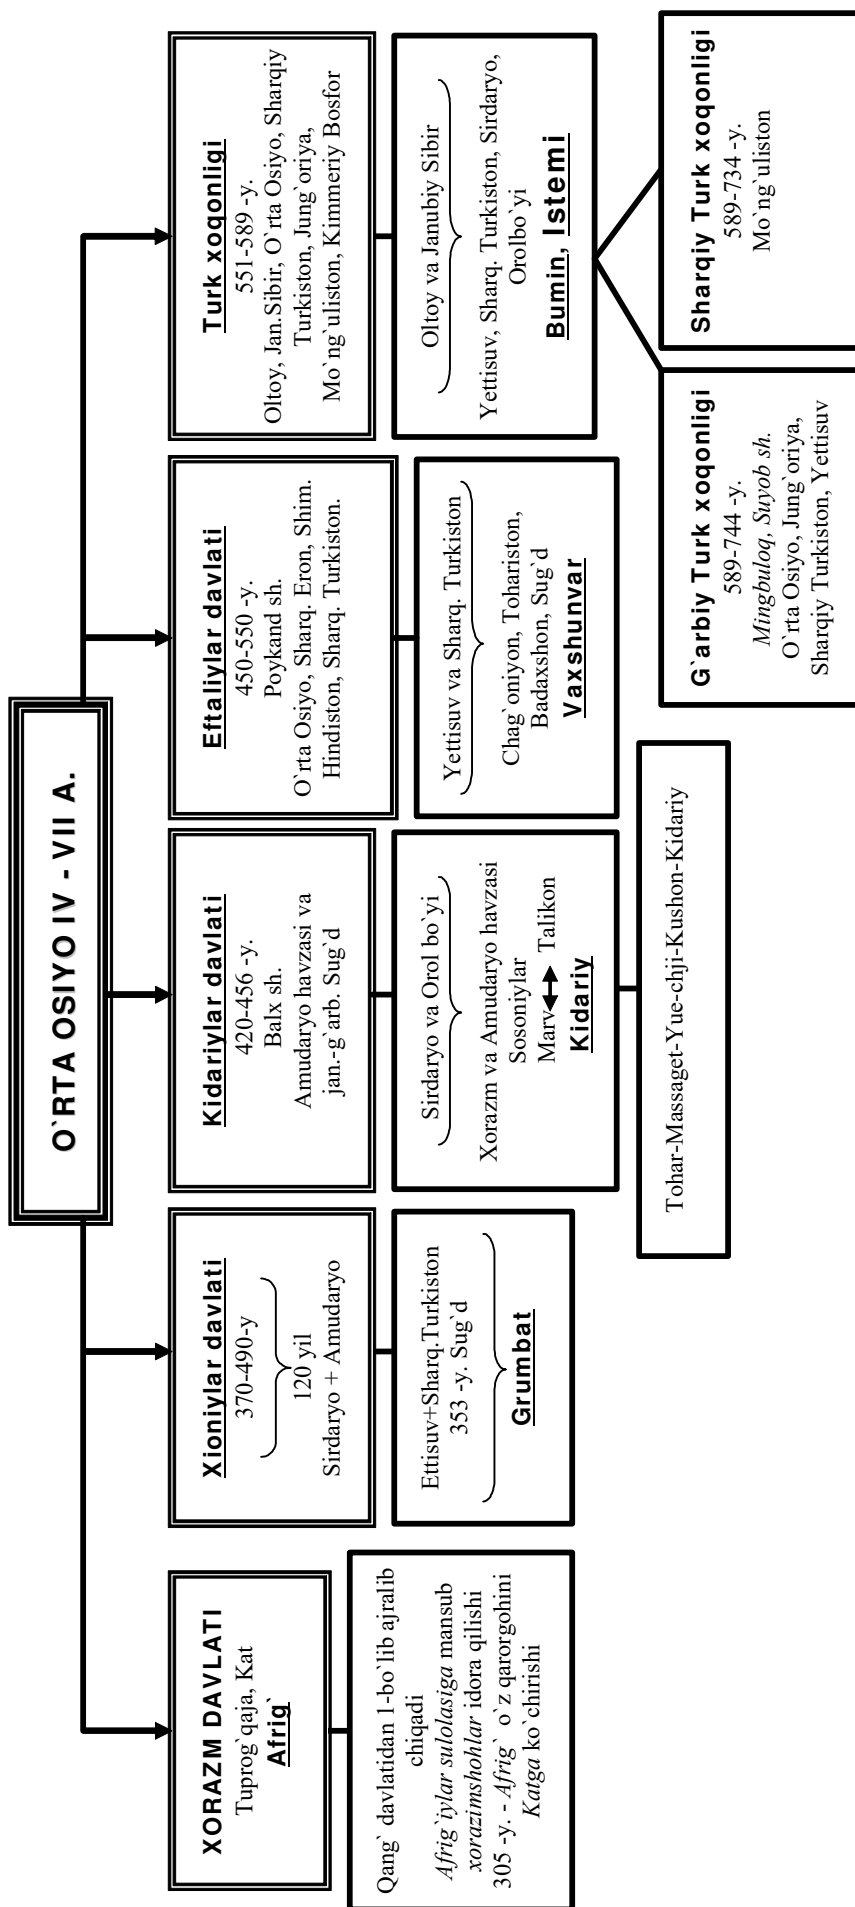 O`RTA OSIYO IV - VII A.
XORAZM DAVLATI
Tuprog`qaja, Kat
Afrig`
Qang` davlatidan 1-bo`lib ajralib
chiqadi
Afrig`iylar sulolasiga mansub
xorazimshohlar idora qilishi
305 -y. - Afrig` o`z qarorgohini
Katga ko`chirishi
Xioniylar davlati
370-490-y
120 yil
Sirdaryo + Amudaryo
Ettisuv+Sharq.Turkiston
353 -y. Sug`d
Grumbat
Kidariylar davlati
420-456 -y.
Balx sh.
Amudaryo havzasi va
jan.-g`arb. Sug`d
Sirdaryo va Orol bo`yi
Xorazm va Amudaryo havzasi
Sosoniylar
Marv Talikon
Kidariy
Tohar-Massaget-Yue-chji-Kushon-Kidariy
Eftaliylar davlati
450-550 -y.
Poykand sh.
O`rta Osiyo, Sharq. Eron, Shim.
Hindiston, Sharq. Turkiston.
Yettisuv va Sharq. Turkiston
Chag`oniyon, Tohariston,
Badaxshon, Sug`d
Vaxshunvar
Turk xoqonligi
551-589 -y.
Oltoy, Jan.Sibir, O`rta Osiyo, Sharqiy
Turkiston, Jung`oriya,
Mo`ng`uliston, Kimmeriy Bosfor
Oltoy va Janubiy Sibir
Yettisuv, Sharq. Turkiston, Sirdaryo,
Orolbo`yi
Bumin, Istemi
G`arbiy Turk xoqonligi
589-744 -y.
Mingbuloq, Suyob sh.
O`rta Osiyo, Jung`oriya,
Sharqiy Turkiston, Yettisuv
Sharqiy Turk xoqonligi
589-734 -y.
Mo`ng`uliston